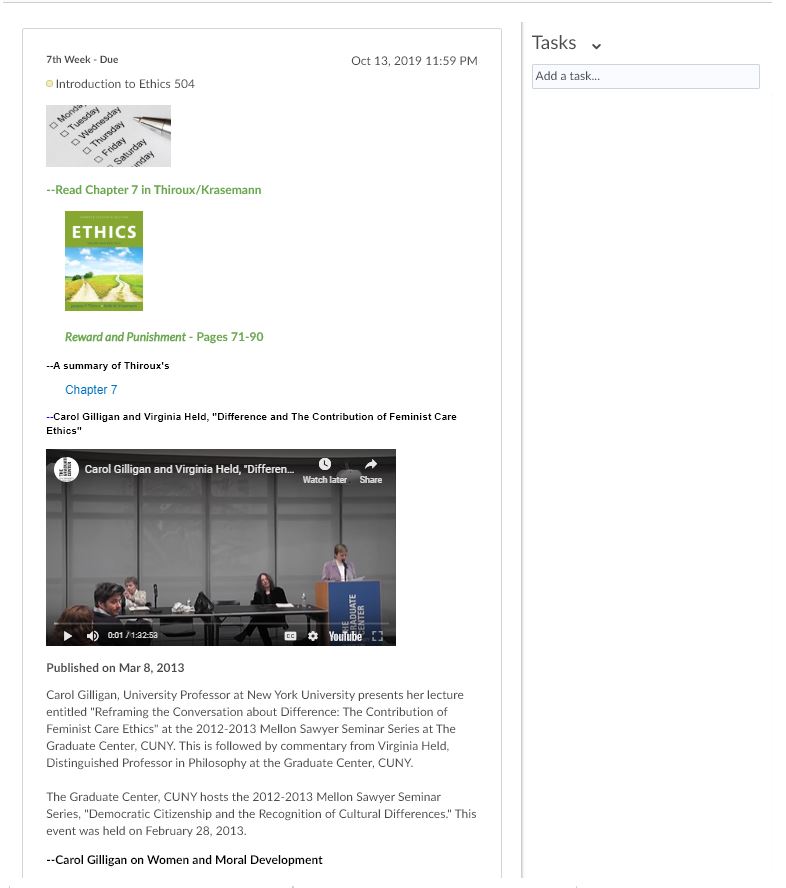 7th Week - Due
Oct 13, 2019 11:59 PM
Introduction to Ethics 504
Monday
Tuesday
Wednesday
Thursday
Friday
Saturday
--Read Chapter 7 in Thiroux/Krasemann
ETHICS
Reward and Punishment - Pages 71-90
--A summary of Thiroux's
Chapter 7
--Carol Gilligan and Virginia Held, "Difference and The Contribution of Feminist Care
Ethics"
Carol Gilligan and Virginia Held, "Differen...
Watch later
Share
THE GRADUATE CENTER
0:01 / 1:32:53
CC
YouTube
Published on Mar 8, 2013
Carol Gilligan, University Professor at New York University presents her lecture
entitled "Reframing the Conversation about Difference: The Contribution of
Feminist Care Ethics" at the 2012-2013 Mellon Sawyer Seminar Series at The
Graduate Center, CUNY. This is followed by commentary from Virginia Held,
Distinguished Professor in Philosophy at the Graduate Center, CUNY.
The Graduate Center, CUNY hosts the 2012-2013 Mellon Sawyer Seminar
Series, "Democratic Citizenship and the Recognition of Cultural Differences." This
event was held on February 28, 2013.
--Carol Gilligan on Women and Moral Development
Tasks
Add a task...